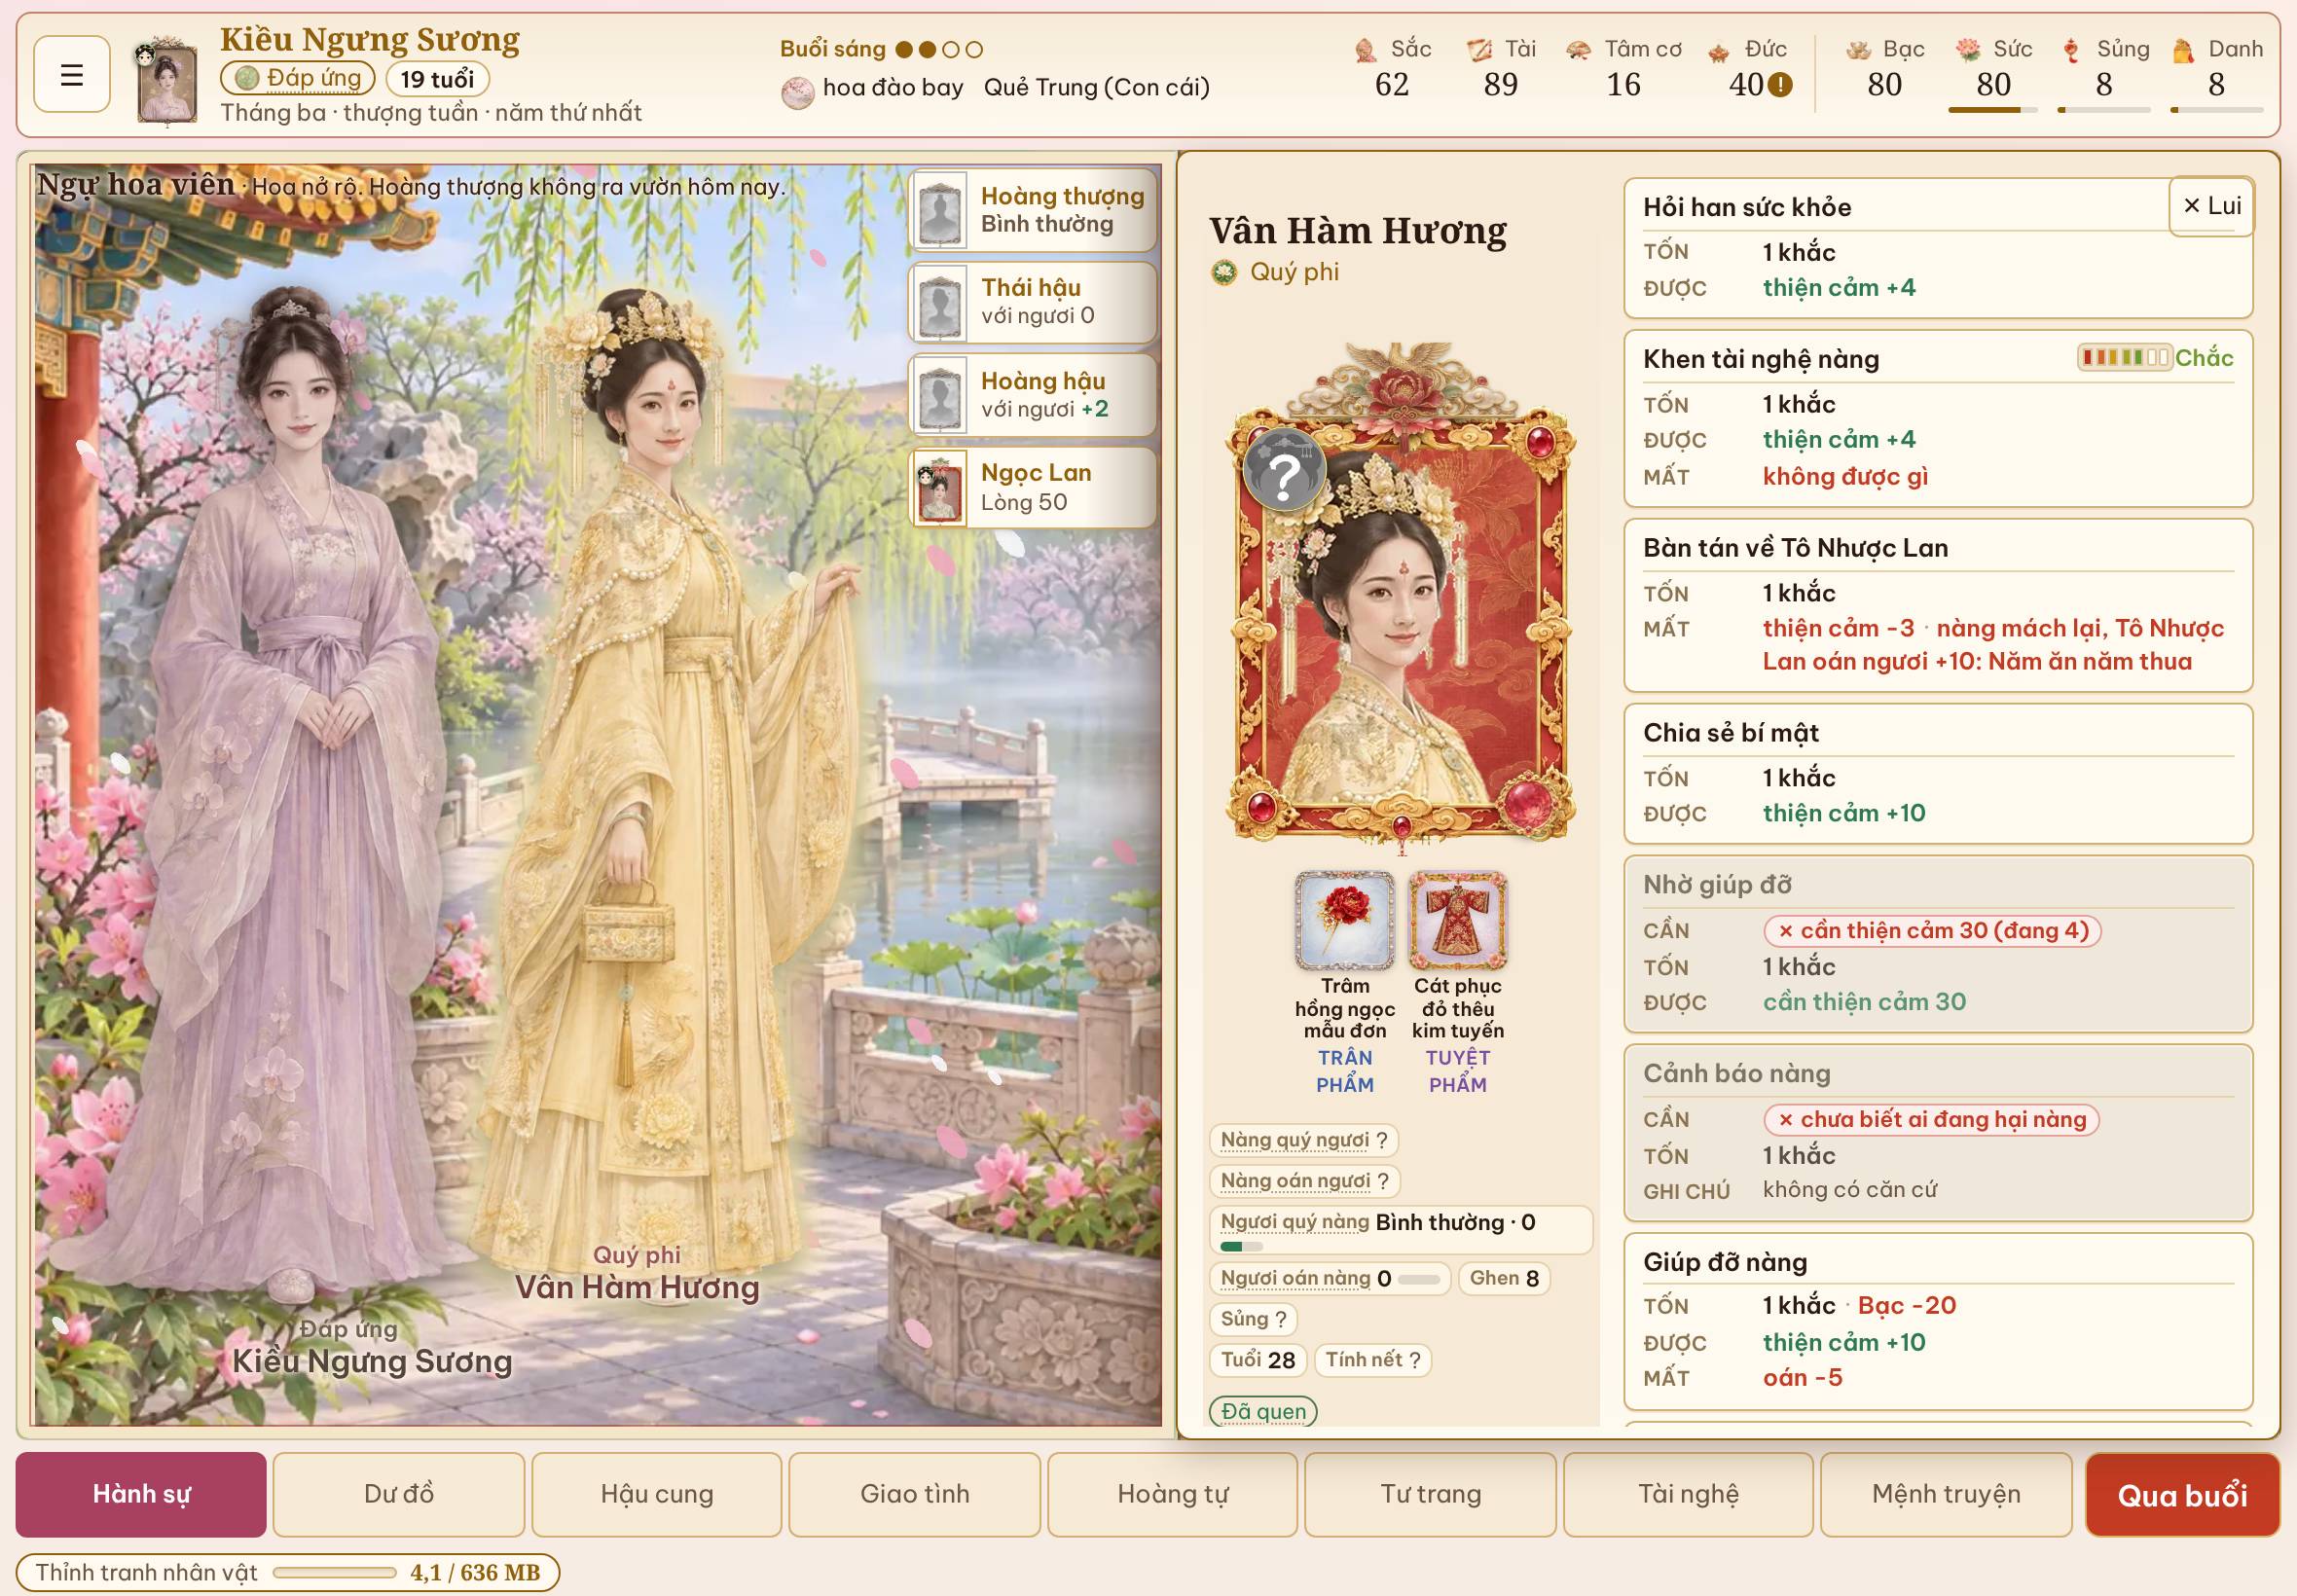 ☰
Kiều Ngưng Sương
Đáp ứng 19 tuổi
Tháng ba · thượng tuần · năm thứ nhất
Buổi sáng
hoa đào bay Quẻ Trung (Con cái)
Sắc 62
Tài 89
Tâm cơ 16
Đức 40 !
Bạc 80
Sức 80
Sủng 8
Danh 8
Ngự hoa viên · Hoa nở rộ. Hoàng thượng không ra vườn hôm nay.
Hoàng thượng
Bình thường
Thái hậu
với ngươi 0
Hoàng hậu
với ngươi +2
Ngọc Lan
Lòng 50
Quý phi
Vân Hàm Hương
Đáp ứng
Kiều Ngưng Sương
Vân Hàm Hương
Quý phi
?
Trâm
hồng ngọc
mẫu đơn
TRÂN
PHẨM
Cát phục
đỏ thêu
kim tuyến
TUYỆT
PHẨM
Nàng quý ngươi ?
Nàng oán ngươi ?
Ngươi quý nàng Bình thường · 0
Ngươi oán nàng 0 Ghen 8
Sủng ?
Tuổi 28 Tính nết ?
Đã quen
✕ Lui
Hỏi han sức khỏe
TỐN 1 khắc
ĐƯỢC thiện cảm +4
Khen tài nghệ nàng Chắc
TỐN 1 khắc
ĐƯỢC thiện cảm +4
MẤT không được gì
Bàn tán về Tô Nhược Lan
TỐN 1 khắc
MẤT thiện cảm -3 · nàng mách lại, Tô Nhược
Lan oán ngươi +10: Năm ăn năm thua
Chia sẻ bí mật
TỐN 1 khắc
ĐƯỢC thiện cảm +10
Nhờ giúp đỡ
CẦN ✕ cần thiện cảm 30 (đang 4)
TỐN 1 khắc
ĐƯỢC cần thiện cảm 30
Cảnh báo nàng
CẦN ✕ chưa biết ai đang hại nàng
TỐN 1 khắc
GHI CHÚ không có căn cứ
Giúp đỡ nàng
TỐN 1 khắc · Bạc -20
ĐƯỢC thiện cảm +10
MẤT oán -5
Hành sự
Dư đồ
Hậu cung
Giao tình
Hoàng tự
Tư trang
Tài nghệ
Mệnh truyện
Qua buổi
Thỉnh tranh nhân vật 4,1 / 636 MB